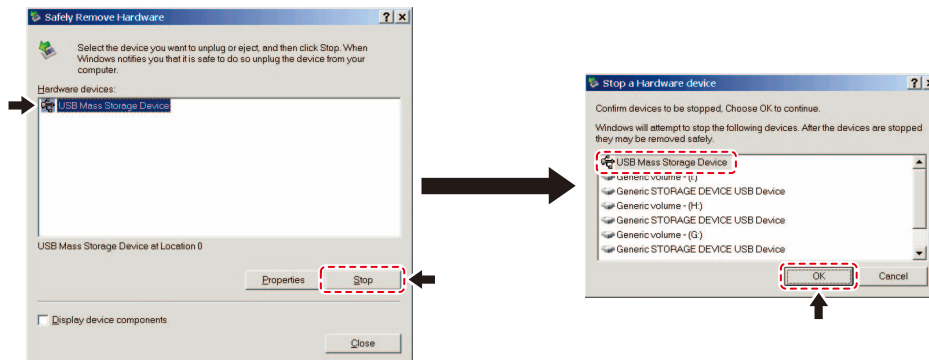 Safely Remove Hardware
Select the device you want to unplug or eject, and then click Stop. When
Windows notifies you that it is safe to do so unplug the device from your
computer.
Hardware devices:
USB Mass Storage Device
USB Mass Storage Device at Location 0
Properties
Stop
Display device components
Close
Stop a Hardware device
Confirm devices to be stopped, Choose OK to continue.
Windows will attempt to stop the following devices. After the devices are stopped
they may be removed safely.
USB Mass Storage Device
Generic volume - (I:)
Generic STORAGE DEVICE USB Device
Generic volume - (H:)
Generic STORAGE DEVICE USB Device
Generic volume - (G:)
Generic STORAGE DEVICE USB Device
OK
Cancel